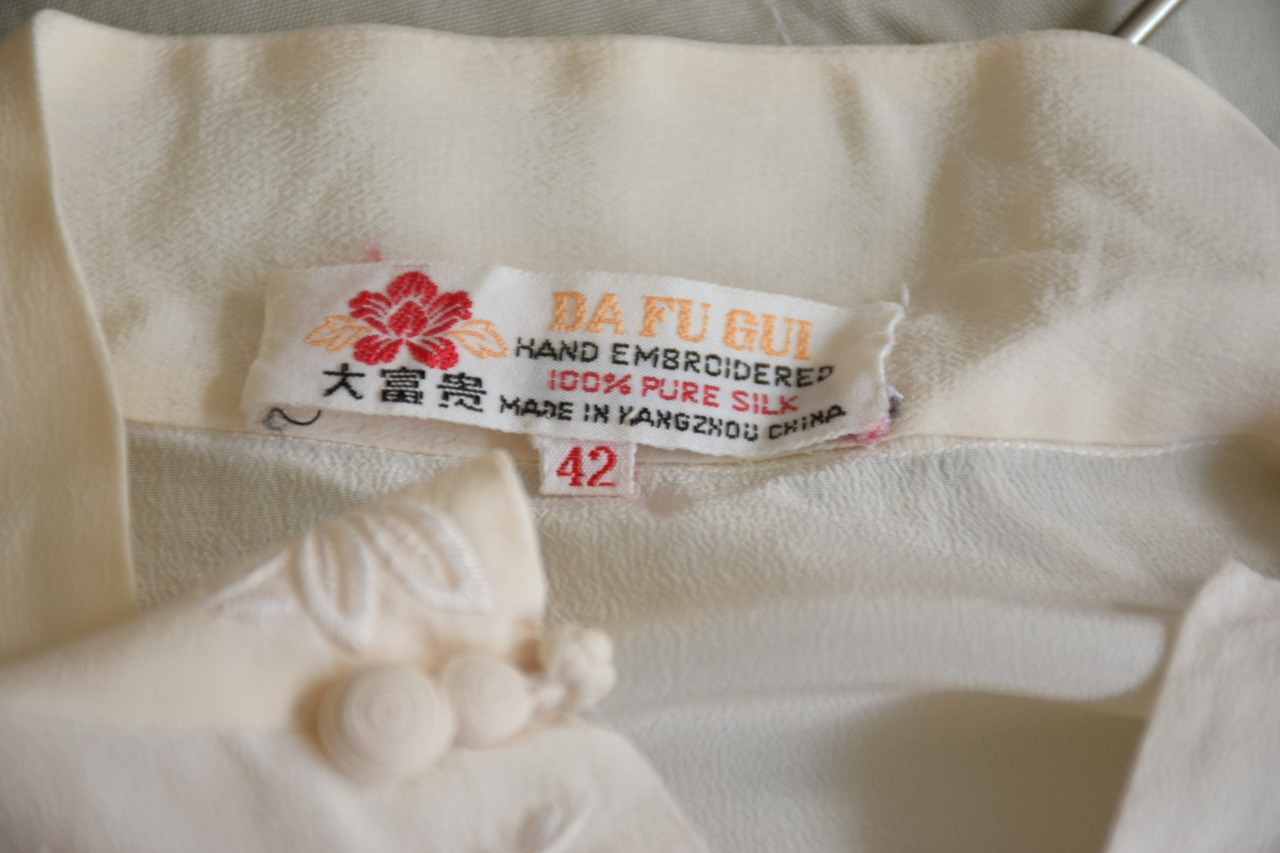 DA FU GUI
HAND EMBROIDERED
100% PURE SILK
MADE IN YANGZHOU CHINA
大富贵
42